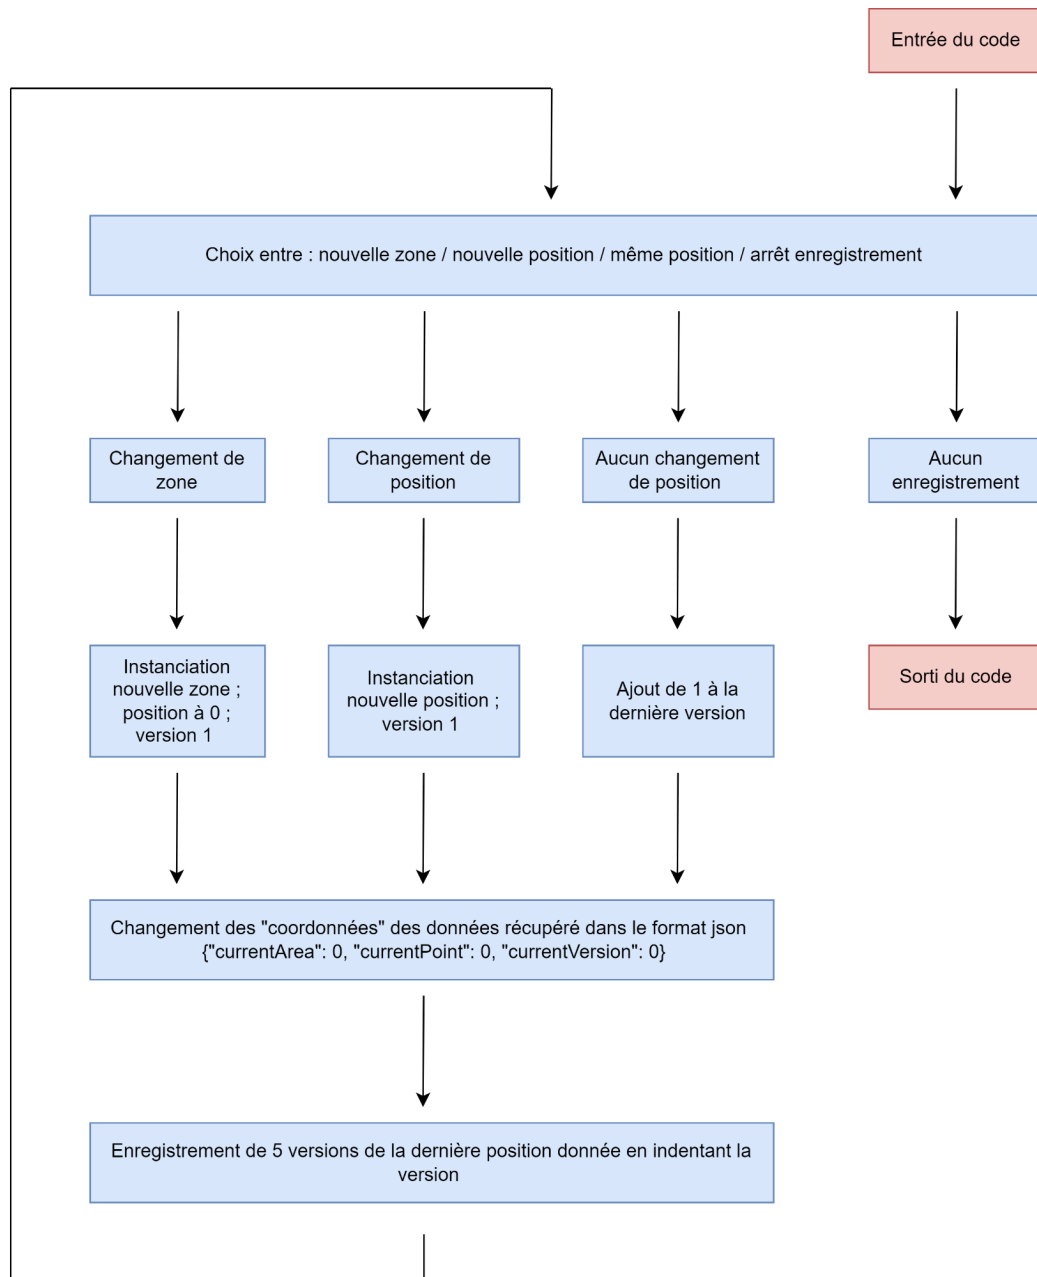 Entrée du code
Choix entre : nouvelle zone / nouvelle position / même position / arrêt enregistrement
Changement de
zone
Changement de
position
Aucun changement
de position
Aucun
enregistrement
Instanciation
nouvelle zone ;
position à 0 ;
version 1
Instanciation
nouvelle position ;
version 1
Ajout de 1 à la
dernière version
Sorti du code
Changement des "coordonnées" des données récupéré dans le format json
{"currentArea": 0, "currentPoint": 0, "currentVersion": 0}
Enregistrement de 5 versions de la dernière position donnée en indentant la
version